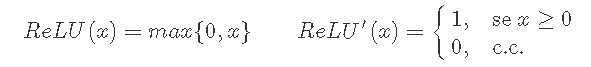 ReLU(x) = max{0, x}    ReLU'(x) = { 1, se x ≥ 0
0, c.c.